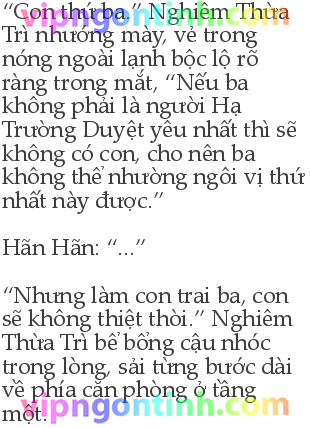 “Con thứ ba.” Nghiêm Thừa
Trì nhướng mày, vẻ trong
nóng ngoài lạnh bộc lộ rõ
ràng trong mắt, “Nếu ba
không phải là người Hạ
Trường Duyệt yêu nhất thì sẽ
không có con, cho nên ba
không thể nhường ngôi vị thứ
nhất này được.”
Hãn Hãn: “...”
“Nhưng làm con trai ba, con
sẽ không thiệt thòi.” Nghiêm
Thừa Trì bế bổng cậu nhóc
trong lòng, sải từng bước dài
về phía căn phòng ở tầng
một.
vipngontinh.com
vipngontinh.com